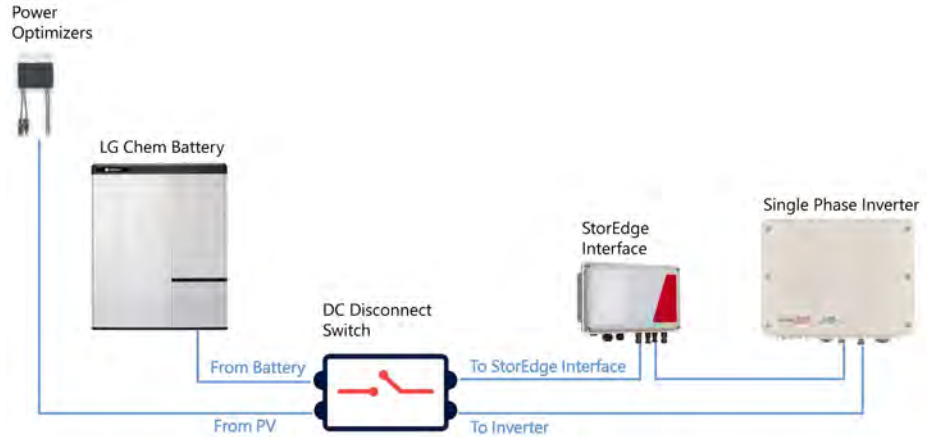 Power
Optimizers
LG Chem Battery
Single Phase Inverter
StorEdge
Interface
DC Disconnect
Switch
From Battery
To StorEdge Interface
From PV
To Inverter